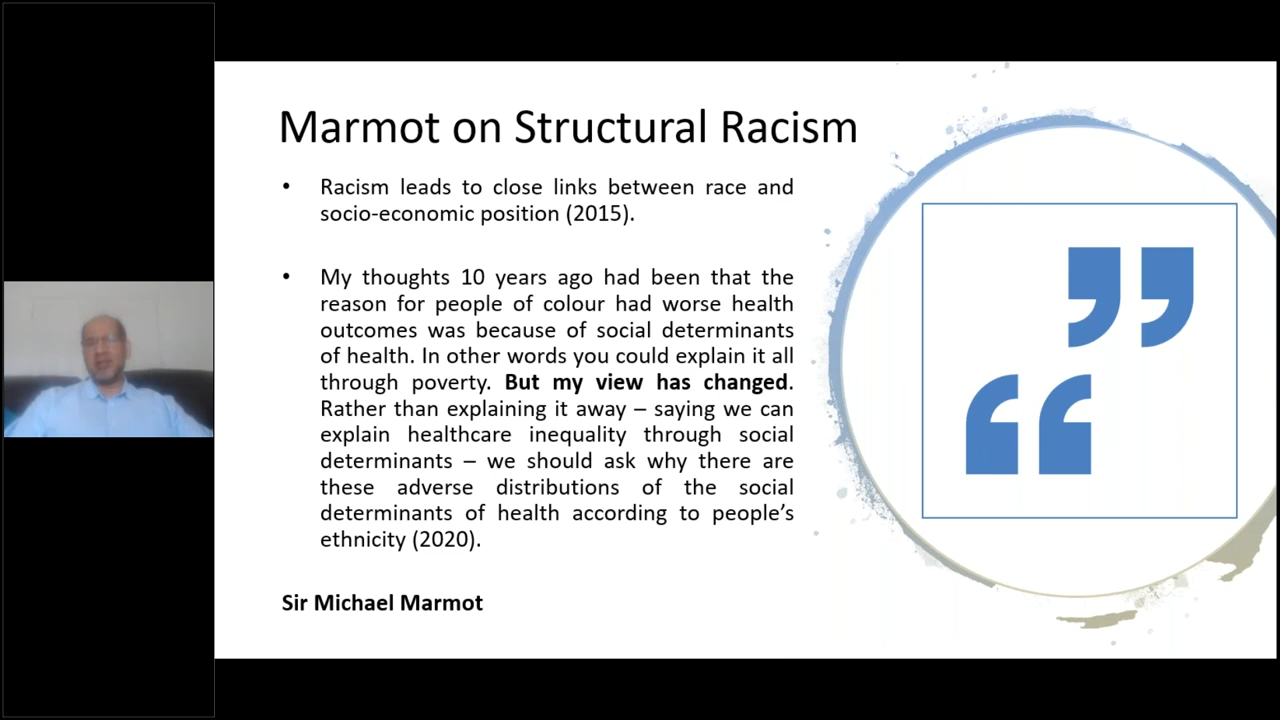 Marmot on Structural Racism
• Racism leads to close links between race and
socio-economic position (2015).
• My thoughts 10 years ago had been that the
reason for people of colour had worse health
outcomes was because of social determinants
of health. In other words you could explain it all
through poverty. But my view has changed.
Rather than explaining it away – saying we can
explain healthcare inequality through social
determinants – we should ask why there are
these adverse distributions of the social
determinants of health according to people’s
ethnicity (2020).
Sir Michael Marmot